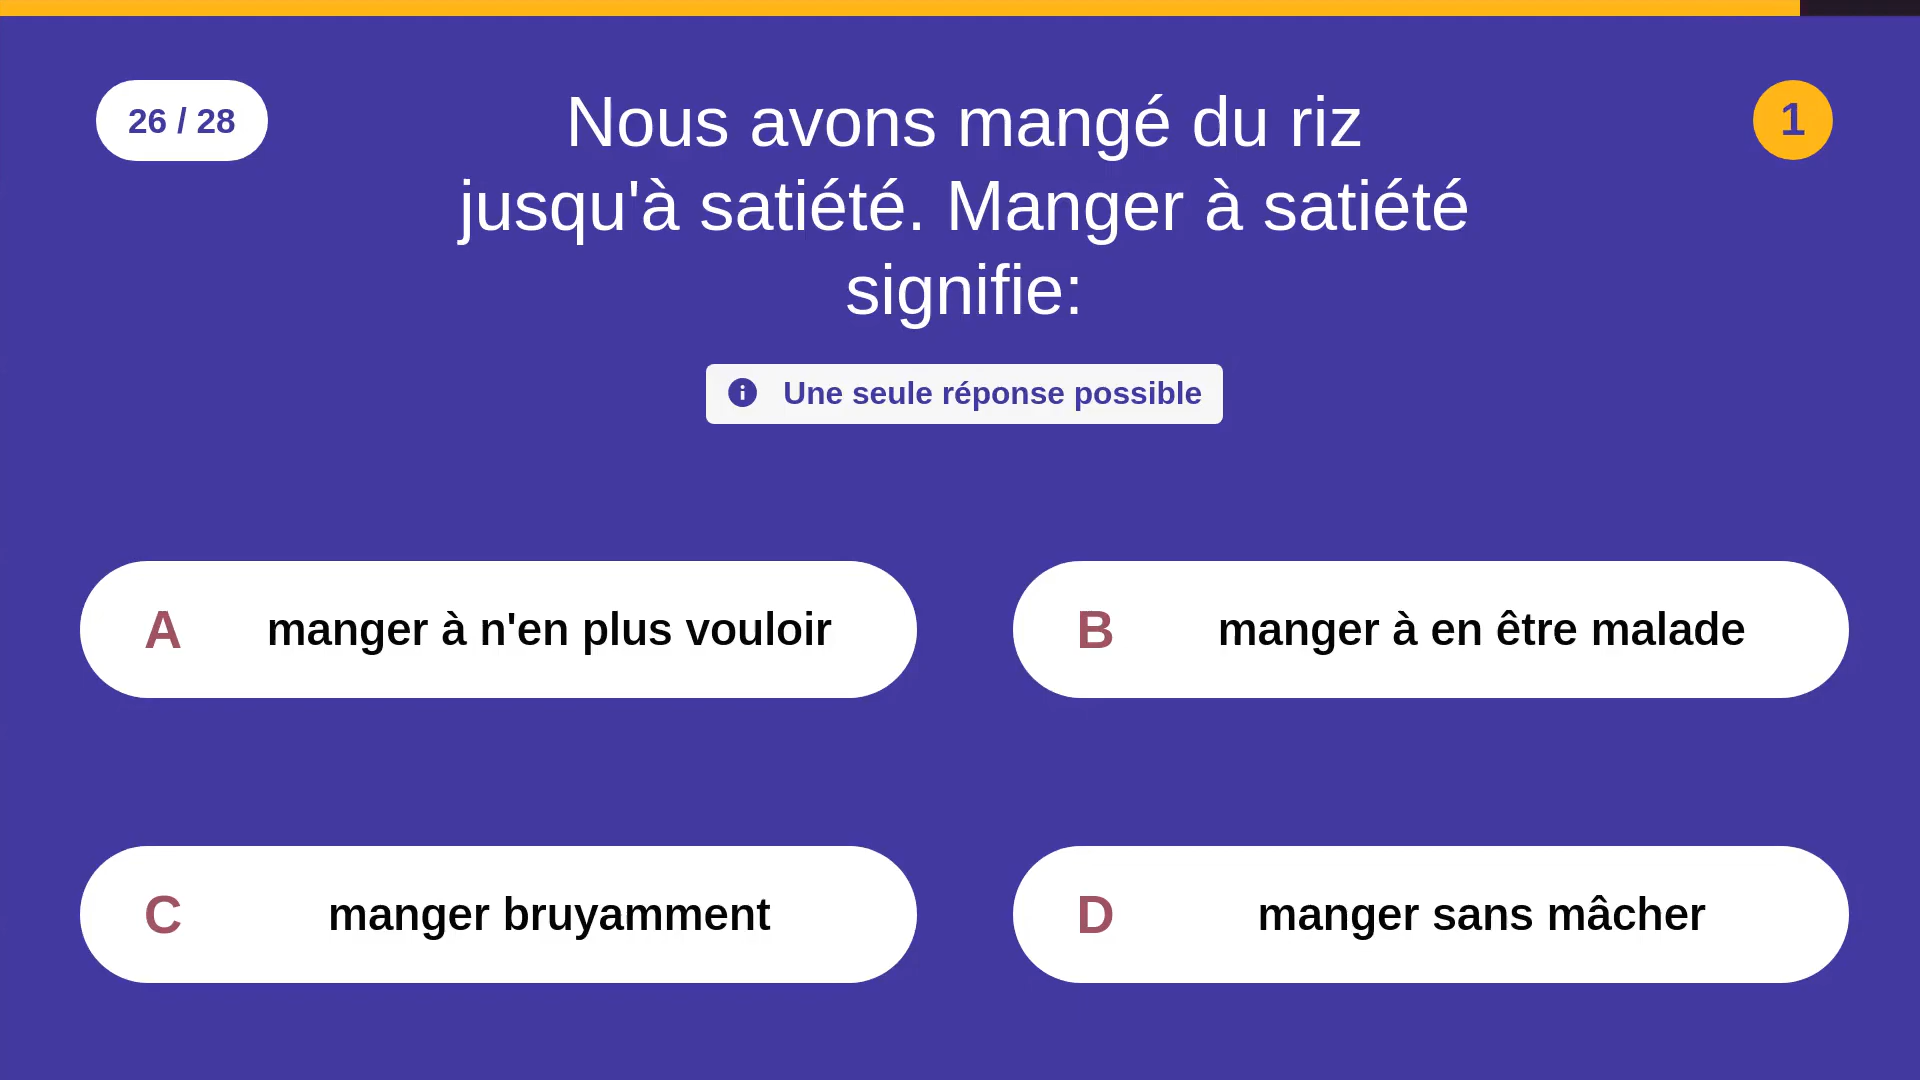 26 / 28
Nous avons mangé du riz
jusqu'à satiété. Manger à satiété
signifie:
1
Une seule réponse possible
A manger à n'en plus vouloir
B manger à en être malade
C manger bruyamment
D manger sans mâcher